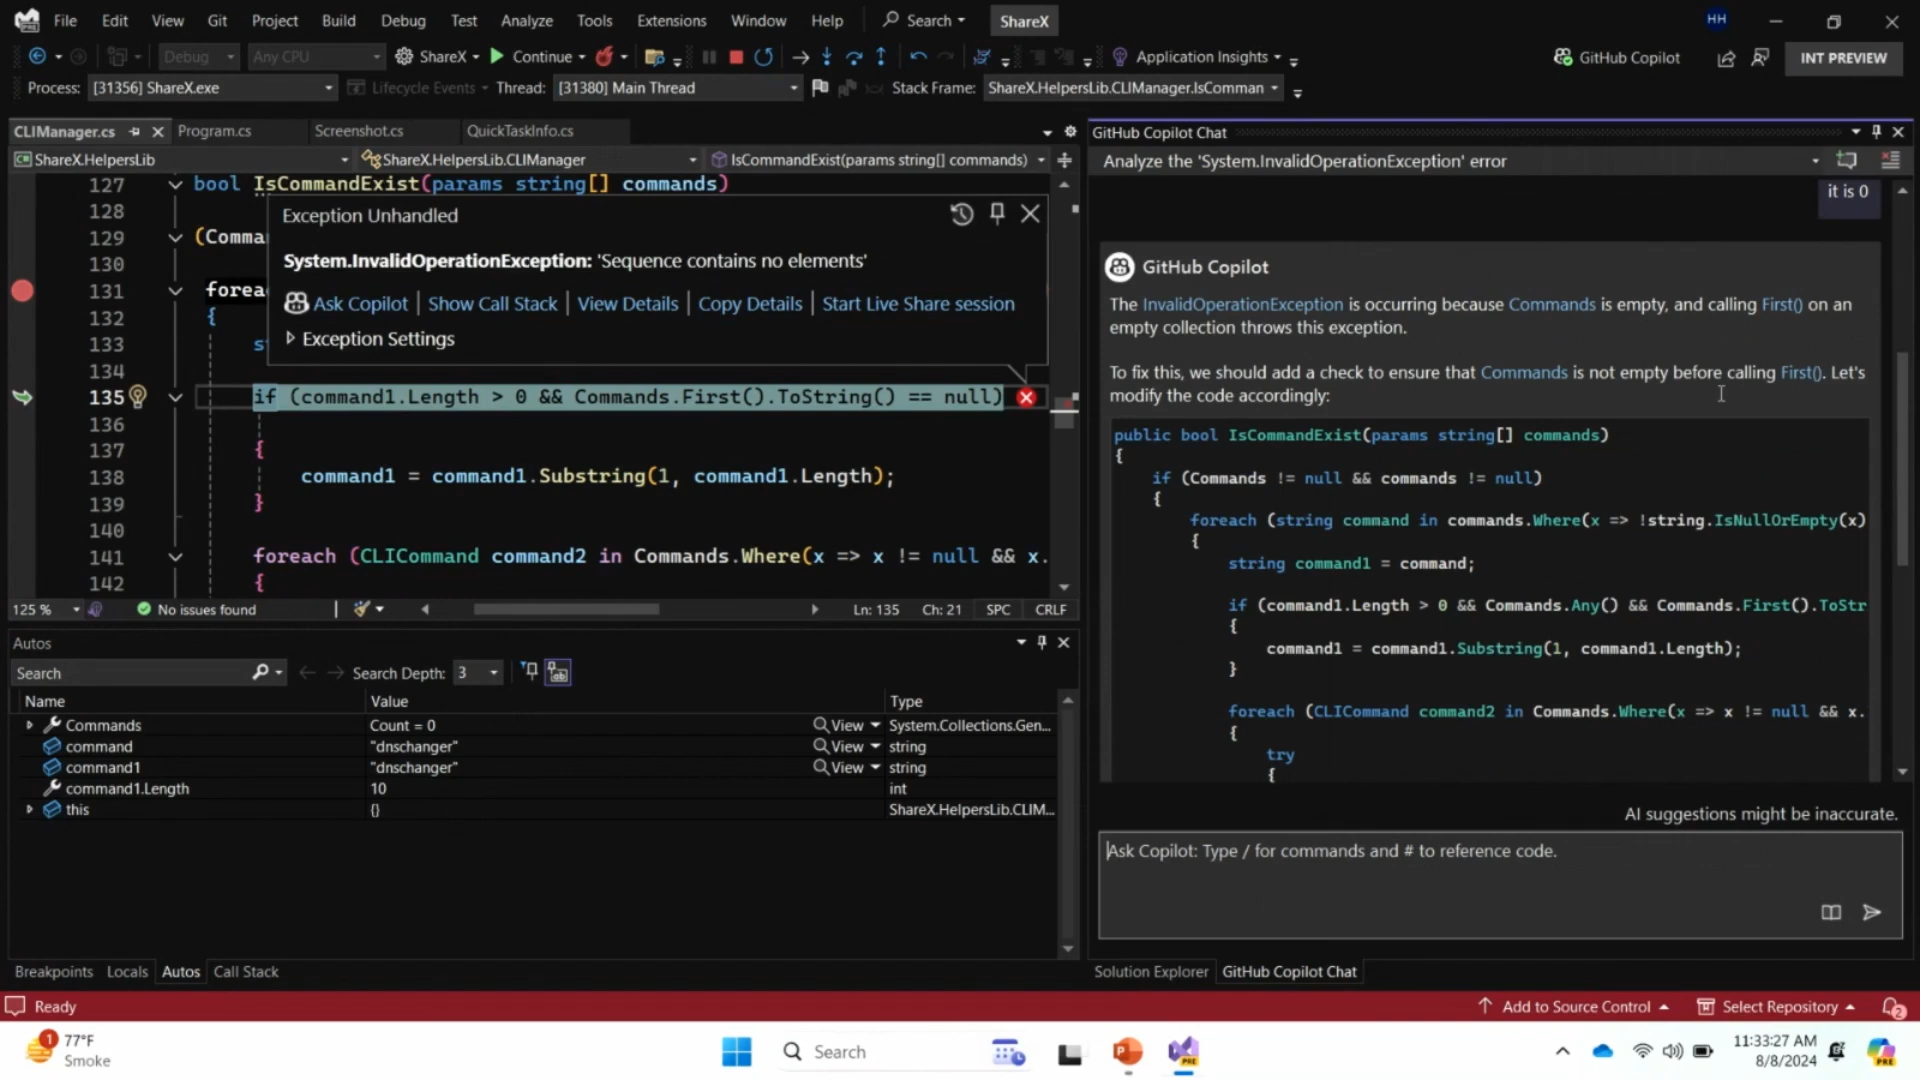 File Edit View Git Project Build Debug Test Analyze Tools Extensions Window Help Search ShareX HH
Debug Any CPU ShareX Continue Application Insights GitHub Copilot INT PREVIEW
Process: [31356] ShareX.exe Lifecycle Events Thread: [31380] Main Thread Stack Frame: ShareX.HelpersLib.CLIManager.IsComman
CLIManager.cs Program.cs Screenshot.cs QuickTaskInfo.cs
ShareX.HelpersLib ShareX.HelpersLib.CLIManager IsCommandExist(params string[] commands)
127 bool IsCommandExist(params string[] commands)
128
129 (Comma
130
131 forea
132 {
133 s
134
135 if (command1.Length > 0 && Commands.First().ToString() == null)
136
137 {
138 command1 = command1.Substring(1, command1.Length);
139 }
140
141 foreach (CLICommand command2 in Commands.Where(x => x != null && x.
142 {
Exception Unhandled
System.InvalidOperationException: 'Sequence contains no elements'
Ask Copilot | Show Call Stack | View Details | Copy Details | Start Live Share session
Exception Settings
125 % No issues found Ln: 135 Ch: 21 SPC CRLF
Autos
Search Search Depth: 3
Name Value Type
Commands Count = 0 View System.Collections.Gen...
command "dnschanger" View string
command1 "dnschanger" View string
command1.Length 10 int
this {} ShareX.HelpersLib.CLIM...
Breakpoints Locals Autos Call Stack
GitHub Copilot Chat
Analyze the 'System.InvalidOperationException' error
it is 0
GitHub Copilot
The InvalidOperationException is occurring because Commands is empty, and calling First() on an
empty collection throws this exception.
To fix this, we should add a check to ensure that Commands is not empty before calling First(). Let's
modify the code accordingly:
public bool IsCommandExist(params string[] commands)
{
if (Commands != null && commands != null)
{
foreach (string command in commands.Where(x => !string.IsNullOrEmpty(x)
{
string command1 = command;
if (command1.Length > 0 && Commands.Any() && Commands.First().ToStr
{
command1 = command1.Substring(1, command1.Length);
}
foreach (CLICommand command2 in Commands.Where(x => x != null && x.
{
try
{
AI suggestions might be inaccurate.
Ask Copilot: Type / for commands and # to reference code.
Solution Explorer GitHub Copilot Chat
Ready Add to Source Control Select Repository 2
1 77°F
Smoke
Search
11:33:27 AM
8/8/2024